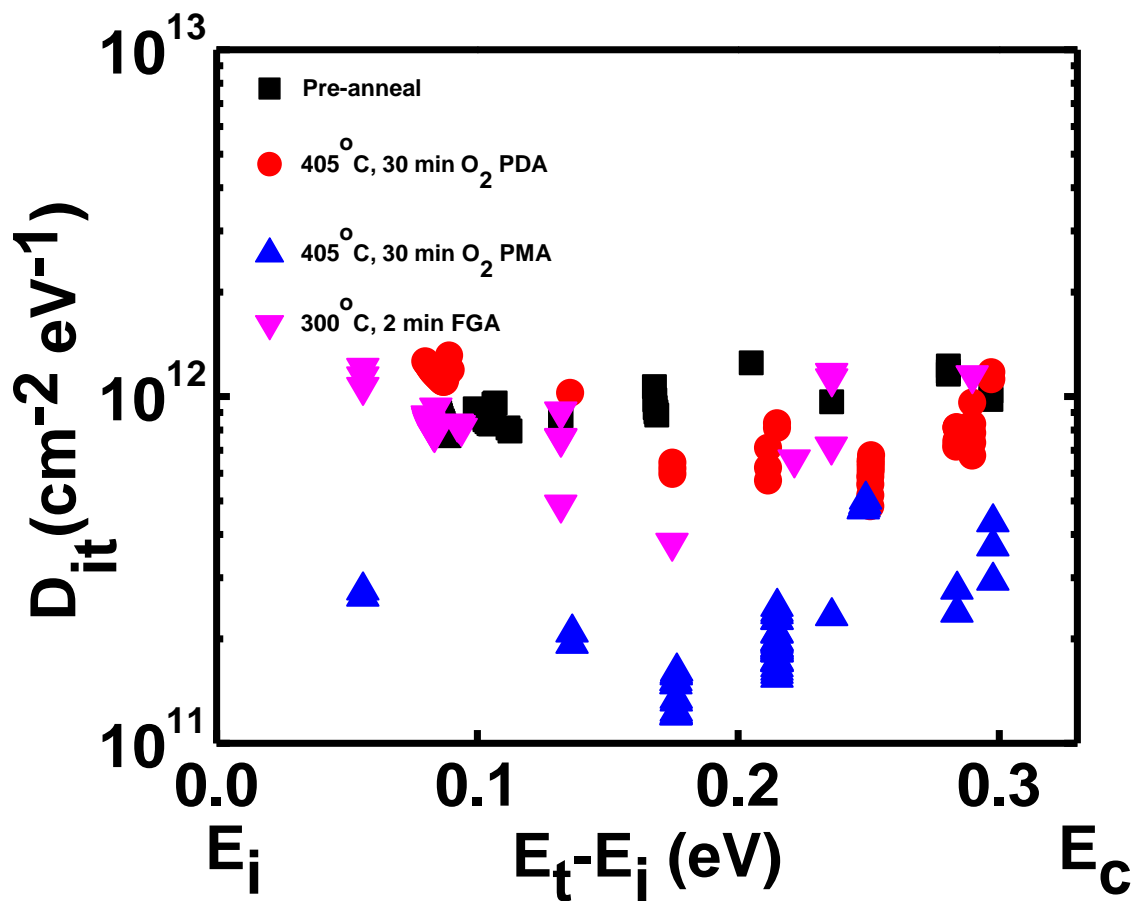 10^13
Pre-anneal
405°C, 30 min O2 PDA
405°C, 30 min O2 PMA
300°C, 2 min FGA
10^12
10^11
Dit(cm^-2 eV^-1)
0.0 0.1 0.2 0.3
Ei Et-Ei (eV) Ec